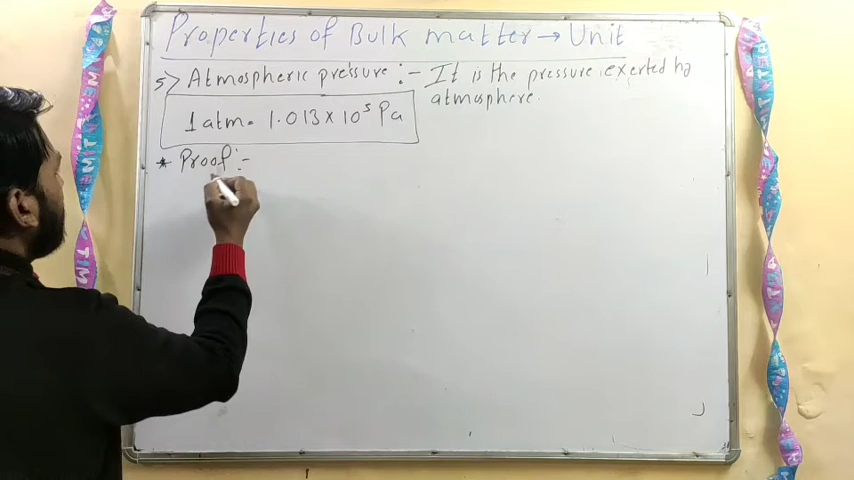 Properties of Bulk matter → Unit
5> Atmospheric pressure :- It is the pressure exerted by
atmosphere.
1 atm = 1.013 × 10⁵ Pa
* Proof :-